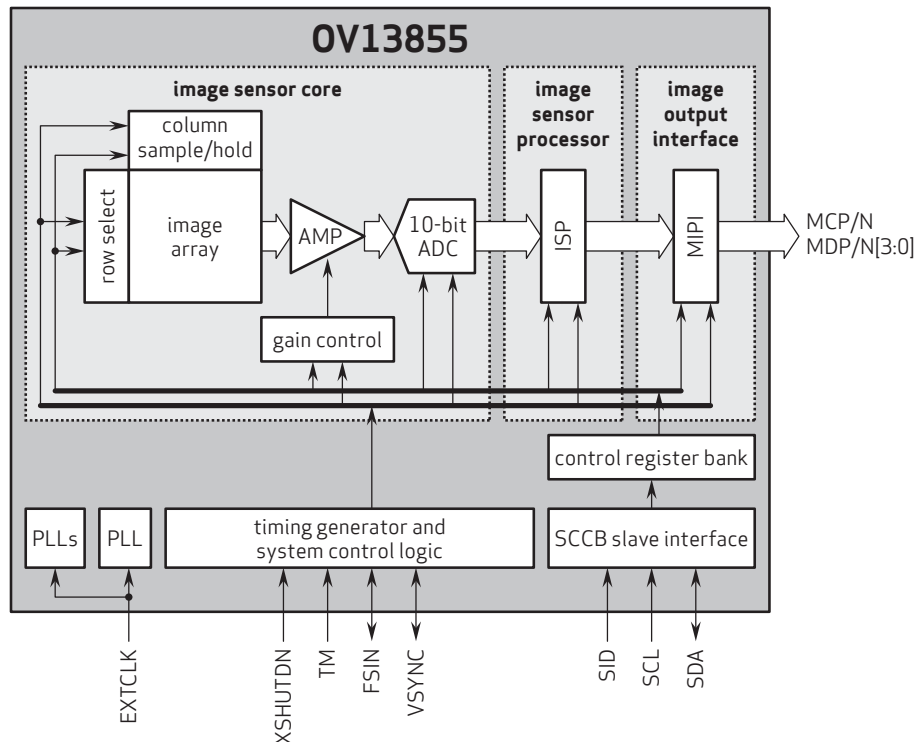 OV13855
image sensor core
image
sensor
processor
image
output
interface
column
sample/hold
row select
image
array
AMP
10-bit
ADC
ISP
MIPI
MCP/N
MDP/N[3:0]
gain control
control register bank
PLLs
PLL
timing generator and
system control logic
SCCB slave interface
EXTCLK
XSHUTDN
TM
FSIN
VSYNC
SID
SCL
SDA